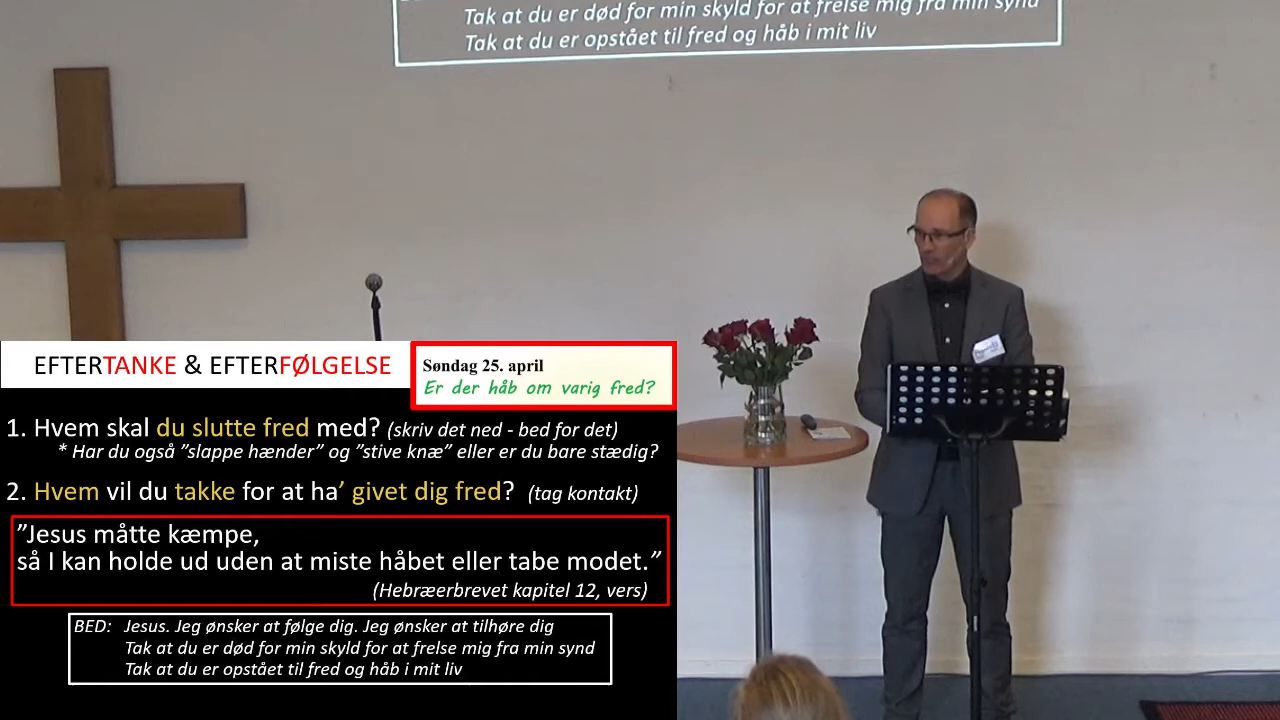 Tak at du er død for min skyld for at frelse mig fra min synd
Tak at du er opstået til fred og håb i mit liv
EFTERTANKE & EFTERFØLGELSE
Søndag 25. april
Er der håb om varig fred?
1. Hvem skal du slutte fred med? (skriv det ned - bed for det)
* Har du også ”slappe hænder” og ”stive knæ” eller er du bare stædig?
2. Hvem vil du takke for at ha’ givet dig fred? (tag kontakt)
”Jesus måtte kæmpe,
så I kan holde ud uden at miste håbet eller tabe modet.”
(Hebræerbrevet kapitel 12, vers)
BED: Jesus. Jeg ønsker at følge dig. Jeg ønsker at tilhøre dig
Tak at du er død for min skyld for at frelse mig fra min synd
Tak at du er opstået til fred og håb i mit liv